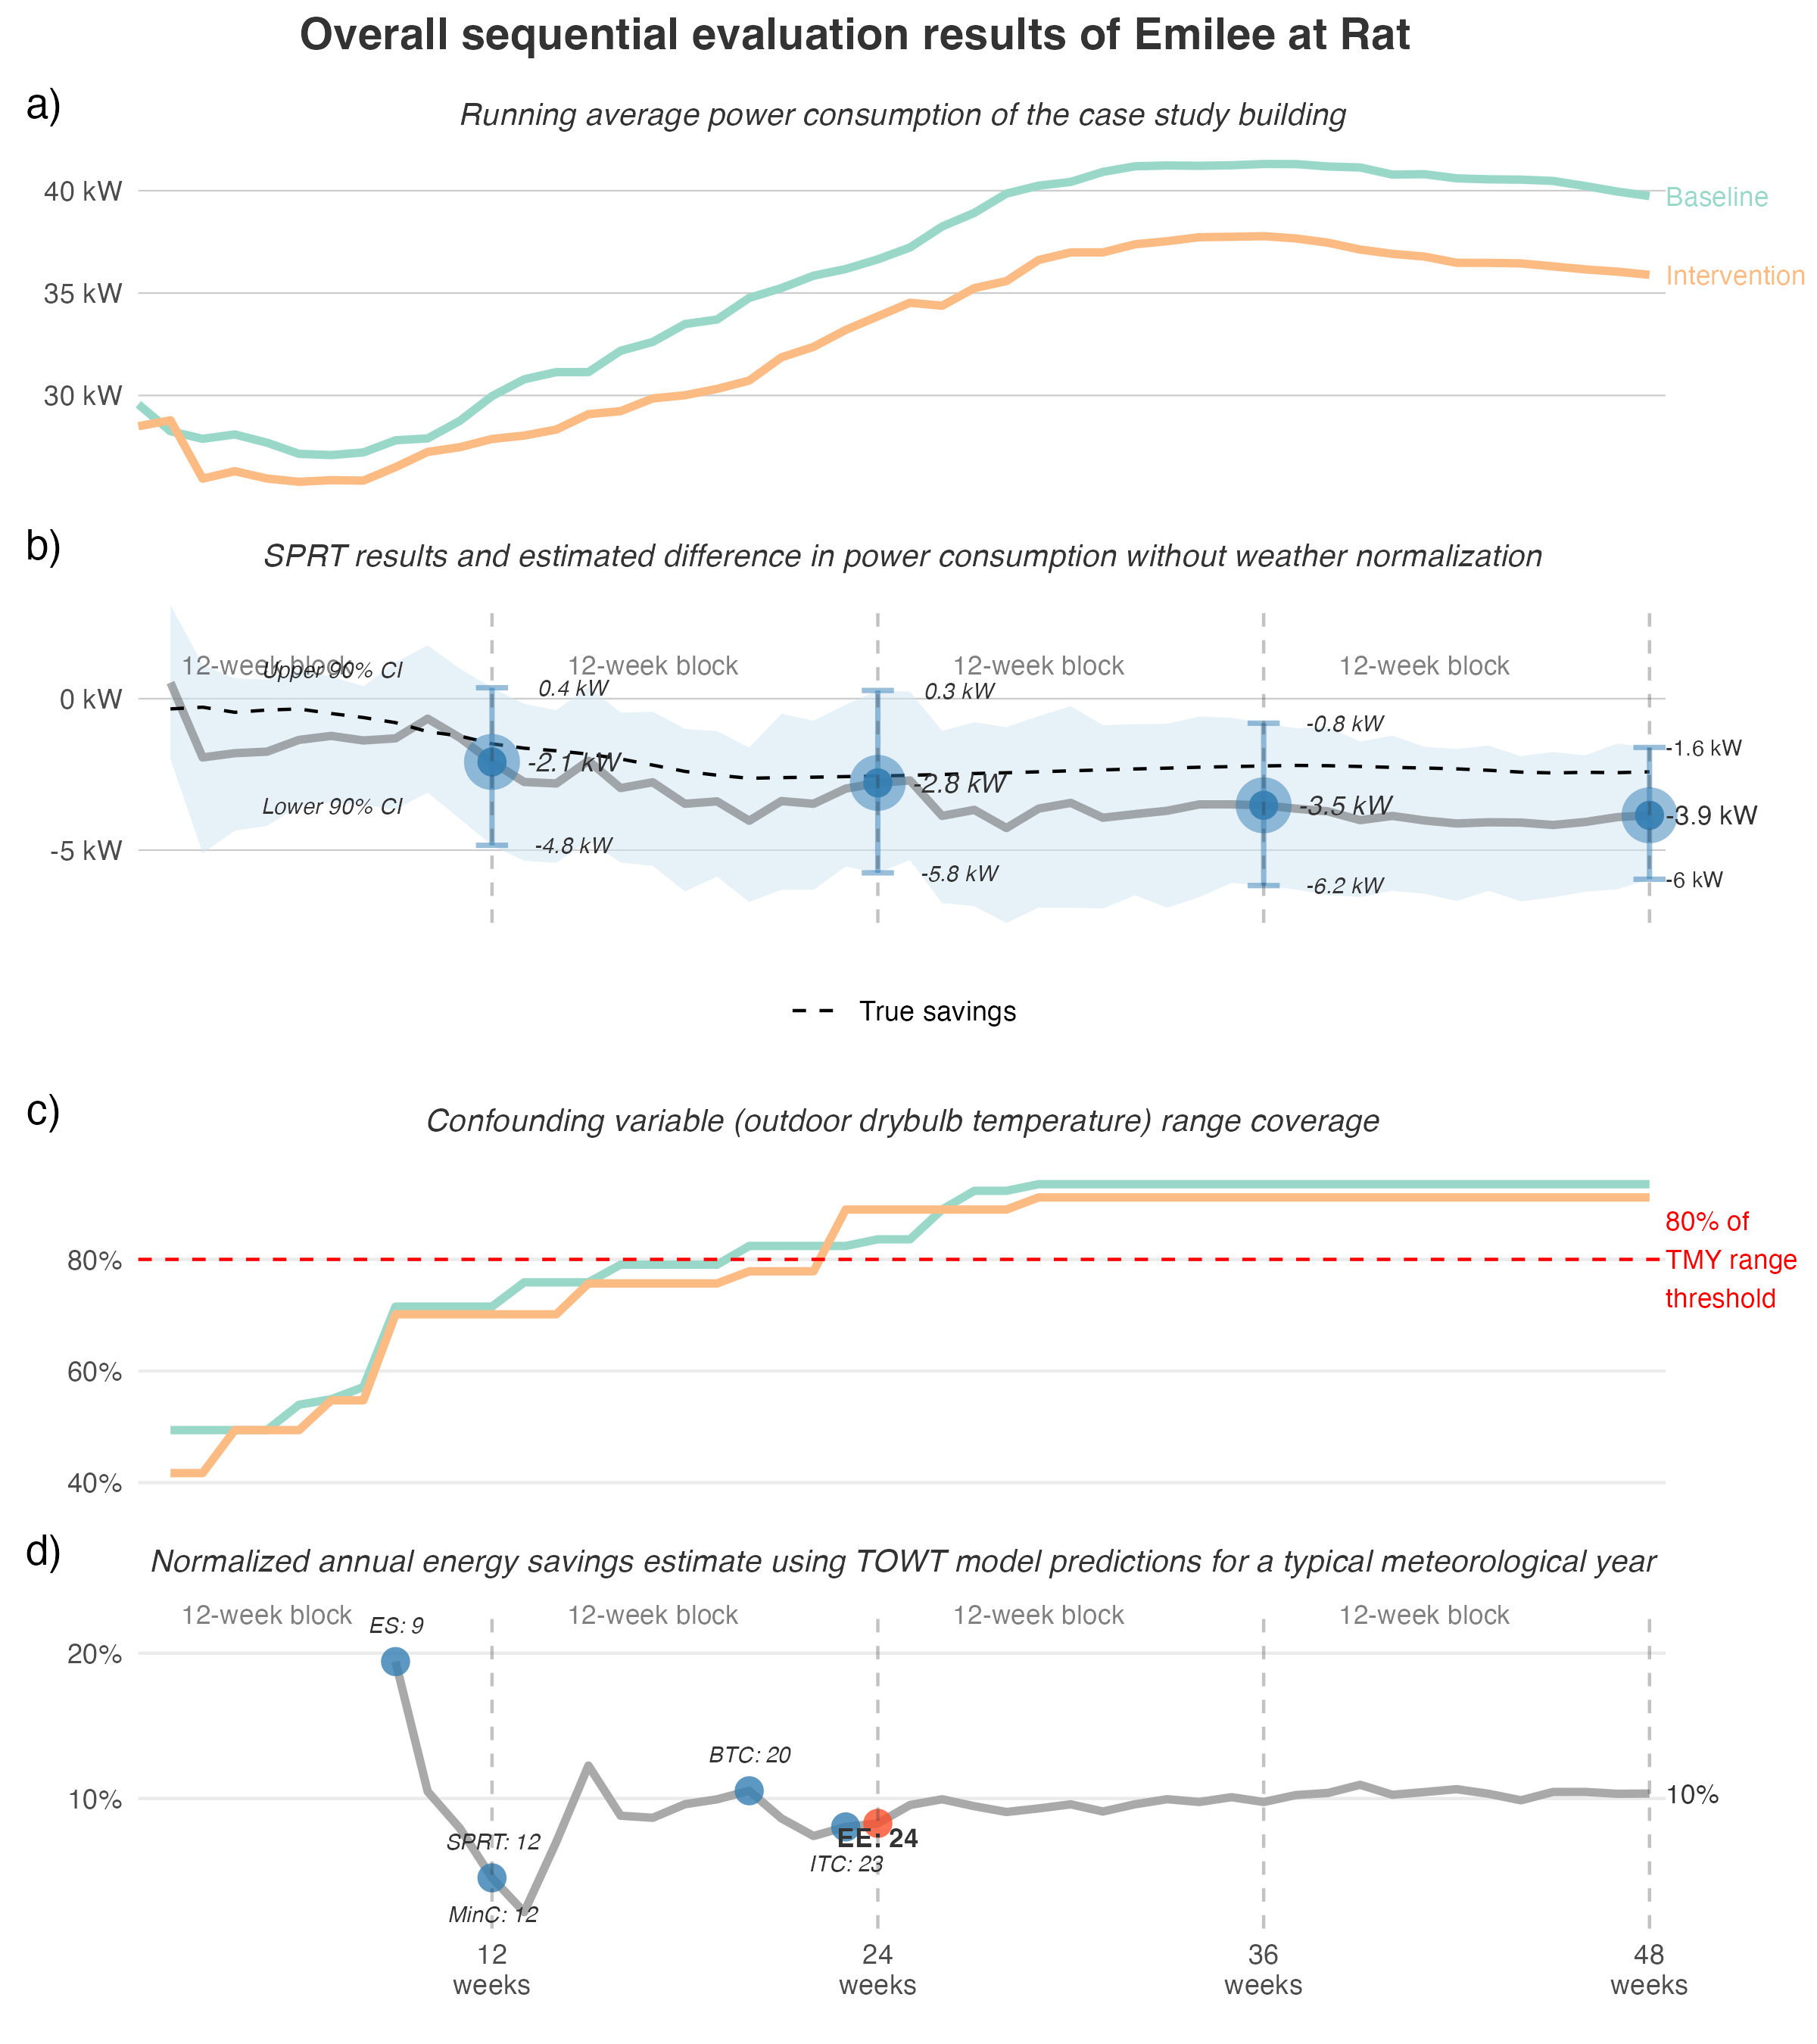 Overall sequential evaluation results of Emilee at Rat
a)
Running average power consumption of the case study building
40 kW
35 kW
30 kW
Baseline
Intervention
b)
SPRT results and estimated difference in power consumption without weather normalization
12-week block
12-week block
12-week block
12-week block
Upper 90% CI
Lower 90% CI
0 kW
-5 kW
0.4 kW
-2.1 kW
-4.8 kW
0.3 kW
-2.8 kW
-5.8 kW
-0.8 kW
-3.5 kW
-6.2 kW
-1.6 kW
-3.9 kW
-6 kW
True savings
c)
Confounding variable (outdoor drybulb temperature) range coverage
80%
60%
40%
80% of
TMY range
threshold
d)
Normalized annual energy savings estimate using TOWT model predictions for a typical meteorological year
12-week block
12-week block
12-week block
12-week block
20%
10%
ES: 9
SPRT: 12
MinC: 12
BTC: 20
EE: 24
ITC: 23
10%
12
weeks
24
weeks
36
weeks
48
weeks